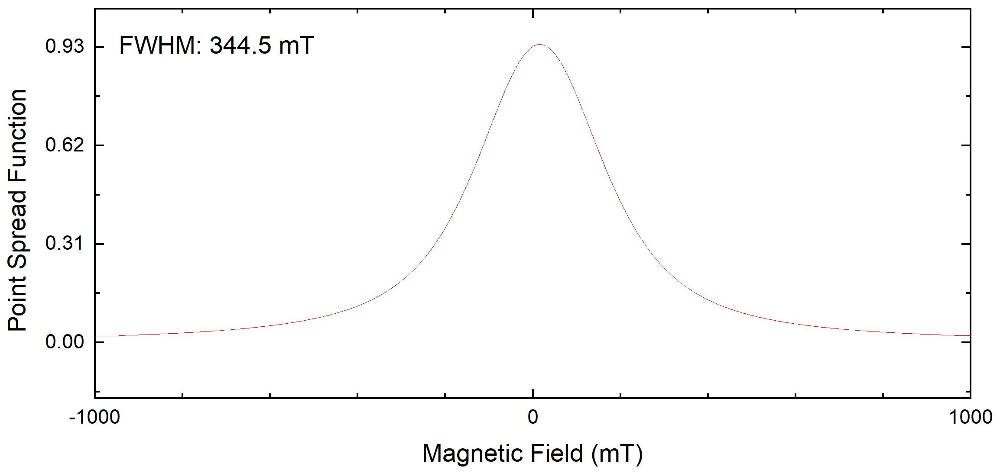 FWHM: 344.5 mT
Point Spread Function
0.93
0.62
0.31
0.00
-1000
0
1000
Magnetic Field (mT)